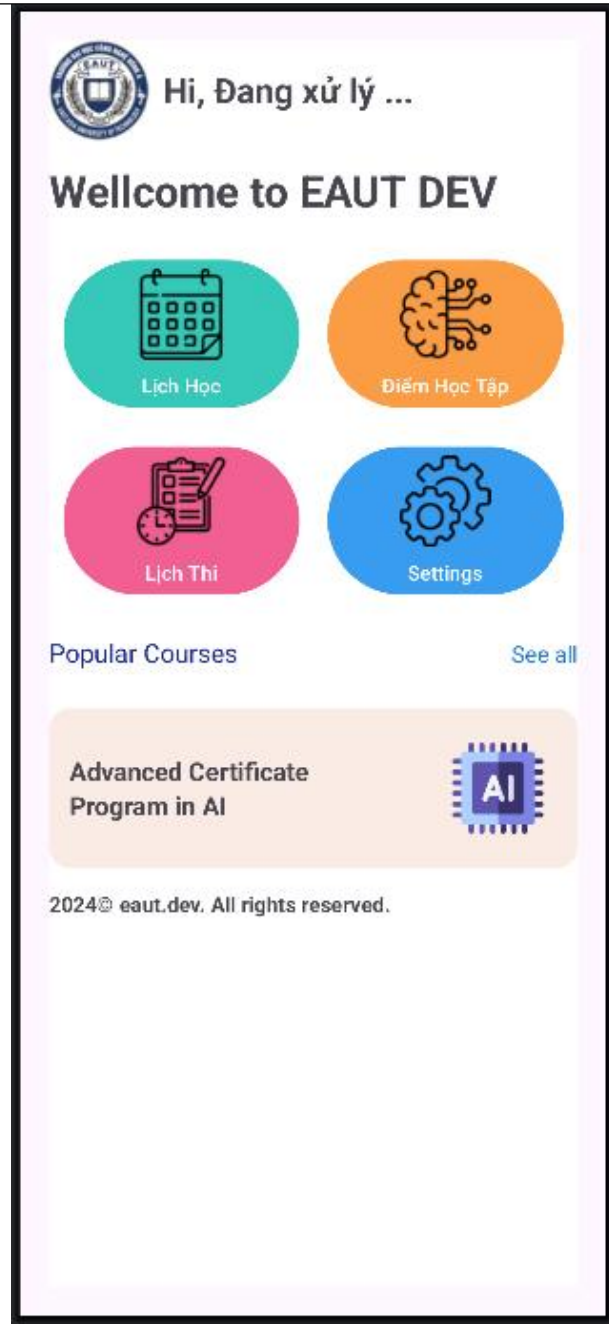 EAUT
Hi, Đang xử lý ...
Wellcome to EAUT DEV
Lịch Học
Điểm Học Tập
Lịch Thi
Settings
Popular Courses
See all
Advanced Certificate
Program in AI
AI
2024© eaut.dev. All rights reserved.